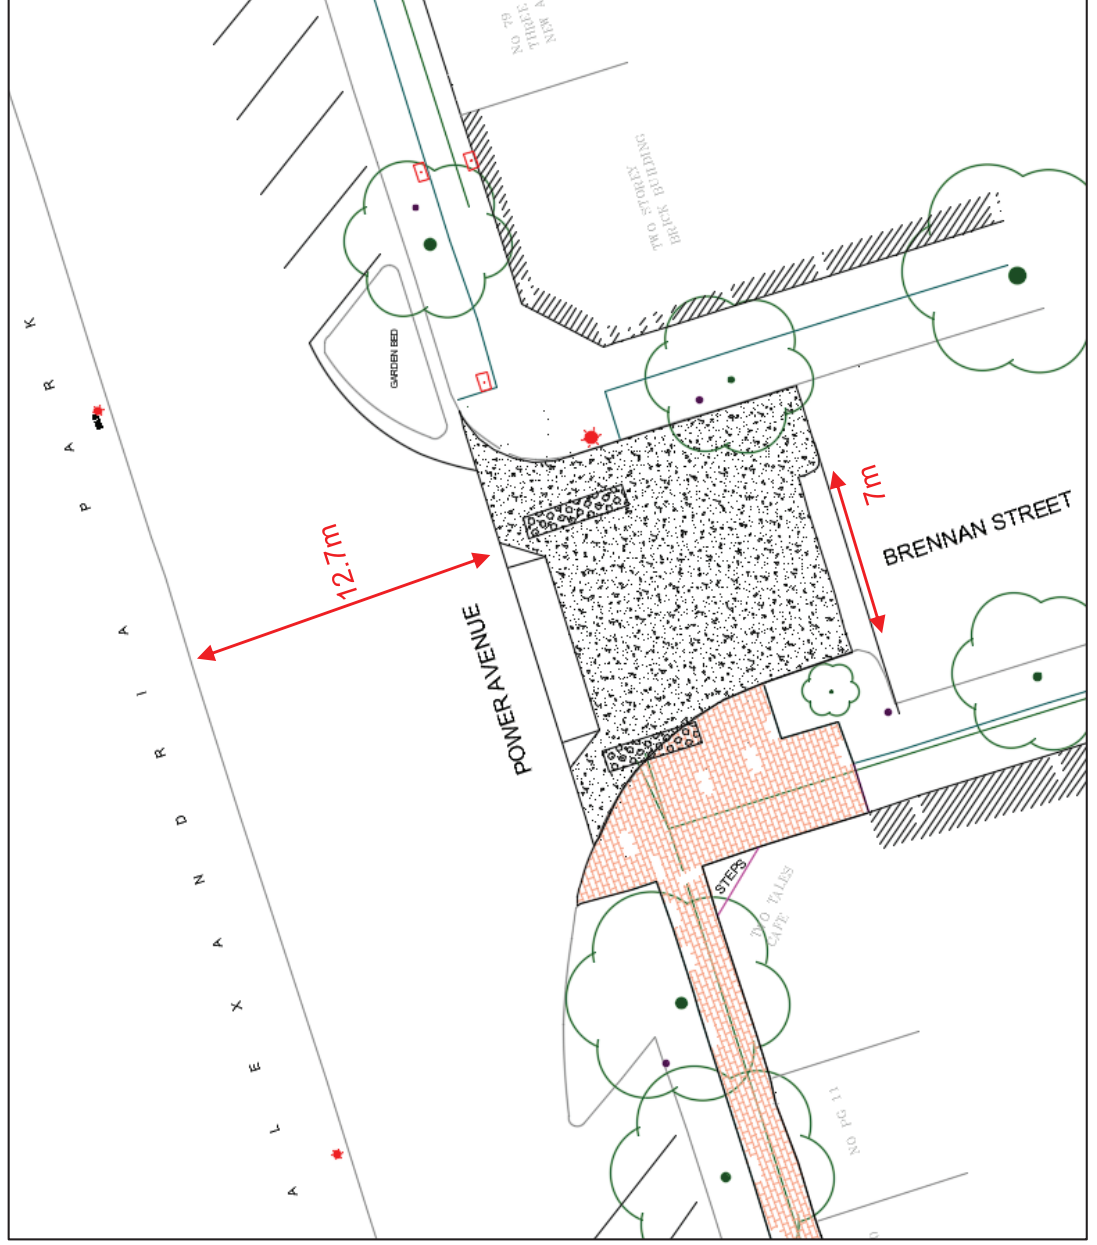 NO 79
THREE
NEW A
TWO STOREY
BRICK BUILDING
GARDEN BED
ALEXANDRIA PARK
12.7m
POWER AVENUE
7m
BRENNAN STREET
STEPS
TWO TALES
CAFE
NO PG 11